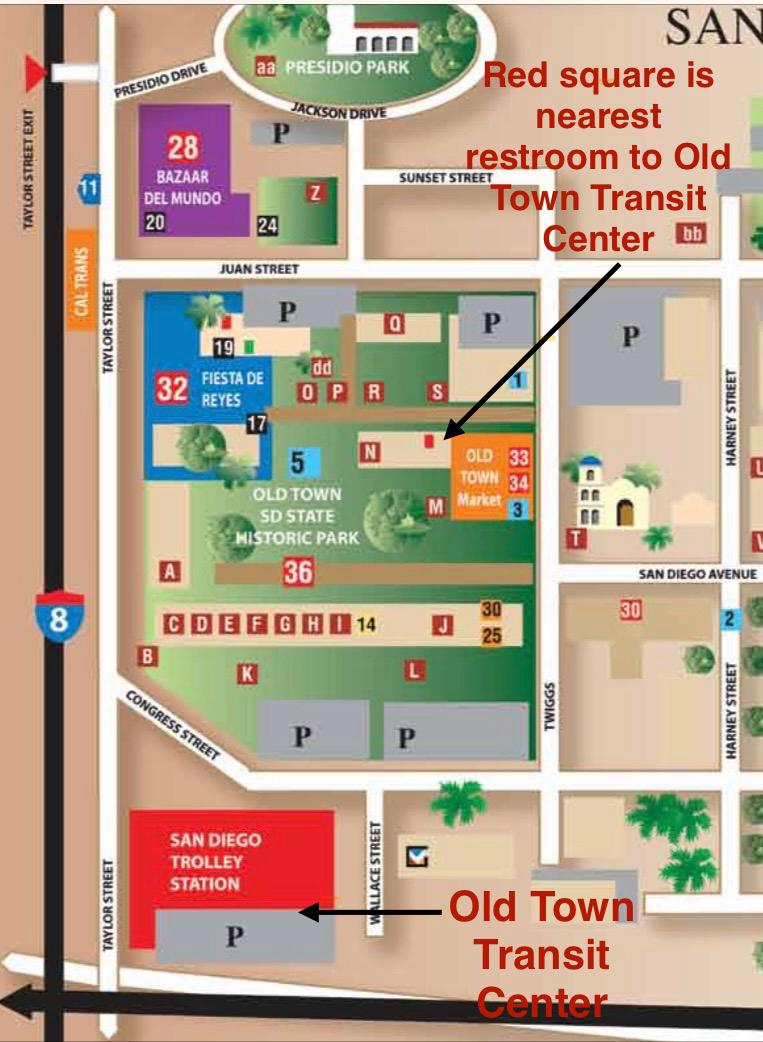 SAN
aa PRESIDIO PARK
PRESIDIO DRIVE
JACKSON DRIVE
Red square is
nearest
restroom to Old
Town Transit
Center
TAYLOR STREET EXIT
28
BAZAAR
DEL MUNDO
20
P
Z
24
SUNSET STREET
11
bb
CAL TRANS
JUAN STREET
TAYLOR STREET
P
Q
P
P
19
dd
32 FIESTA DE
REYES
O P R S
1
17
HARNEY STREET
N
5
OLD
TOWN
Market
33
34
3
OLD TOWN
SD STATE
HISTORIC PARK
M
T
A
36
SAN DIEGO AVENUE
8
C D E F G H I 14 J
30
25
30
2
B
K
L
TWIGGS
HARNEY STREET
CONGRESS STREET
P
P
SAN DIEGO
TROLLEY
STATION
WALLACE STREET
TAYLOR STREET
P
Old Town
Transit
Center